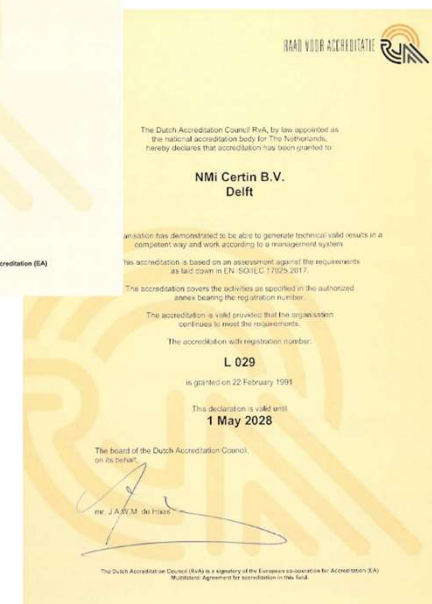 RAAD VOOR ACCREDITATIE
RVA
creditation (EA)
The Dutch Accreditation Council RvA, by law appointed as
the national accreditation body for The Netherlands,
hereby declares that accreditation has been granted to
NMi Certin B.V.
Delft
anisation has demonstrated to be able to generate technical valid results in a
competent way and work according to a management system
his accreditation is based on an assessment against the requirements
as laid down in EN ISO/IEC 17025:2017.
The accreditation covers the activities as specified in the authorized
annex bearing the registration number.
The accreditation is valid provided that the organisation
continues to meet the requirements.
The accreditation with registration number:
L 029
is granted on 22 February 1991
This declaration is valid until
1 May 2028
The board of the Dutch Accreditation Council,
on its behalf,
mr. J.A.W.M. de Haas
The Dutch Accreditation Council (RvA) is a signatory of the European co-operation for Accreditation (EA)
Multilateral Agreement for accreditation in this field.